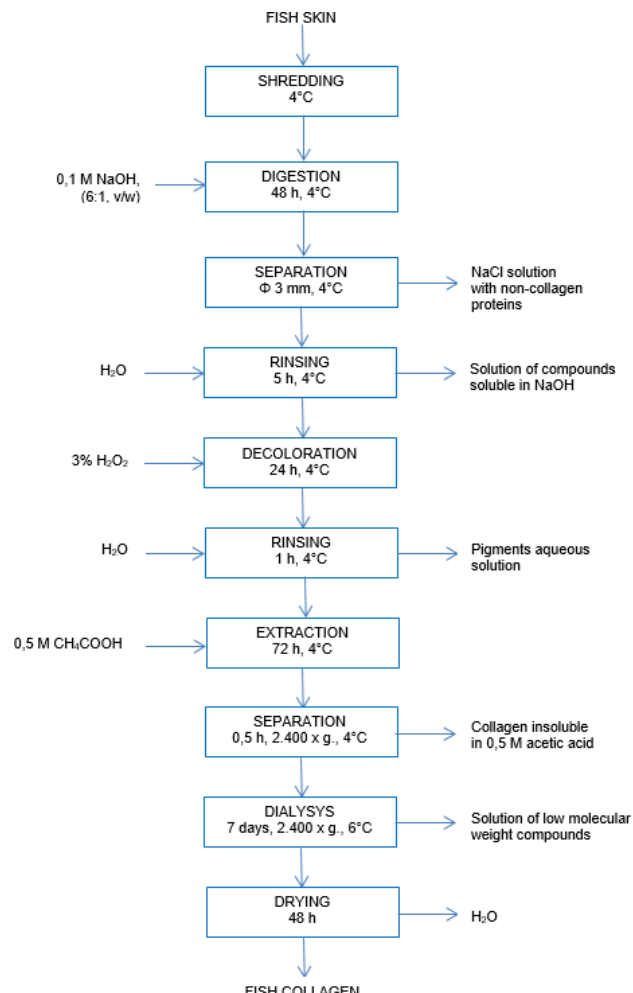 FISH SKIN
SHREDDING
4°C
0,1 M NaOH,
(6:1, v/w)
DIGESTION
48 h, 4°C
SEPARATION
Φ 3 mm, 4°C
NaCl solution
with non-collagen
proteins
H₂O
RINSING
5 h, 4°C
Solution of compounds
soluble in NaOH
3% H₂O₂
DECOLORATION
24 h, 4°C
H₂O
RINSING
1 h, 4°C
Pigments aqueous
solution
0,5 M CH₄COOH
EXTRACTION
72 h, 4°C
SEPARATION
0,5 h, 2.400 x g., 4°C
Collagen insoluble
in 0,5 M acetic acid
DIALYSYS
7 days, 2.400 x g., 6°C
Solution of low molecular
weight compounds
DRYING
48 h
H₂O
FISH COLLAGEN